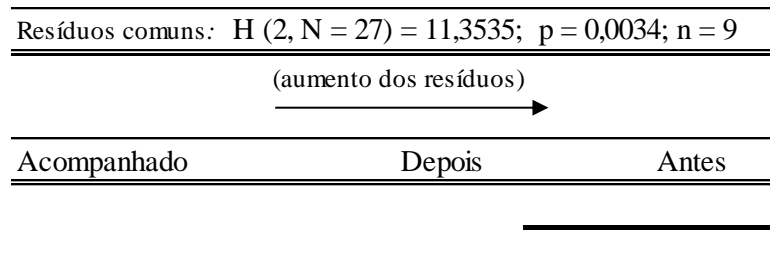 Resíduos comuns: H (2, N = 27) = 11,3535; p = 0,0034; n = 9
(aumento dos resíduos)
Acompanhado Depois Antes